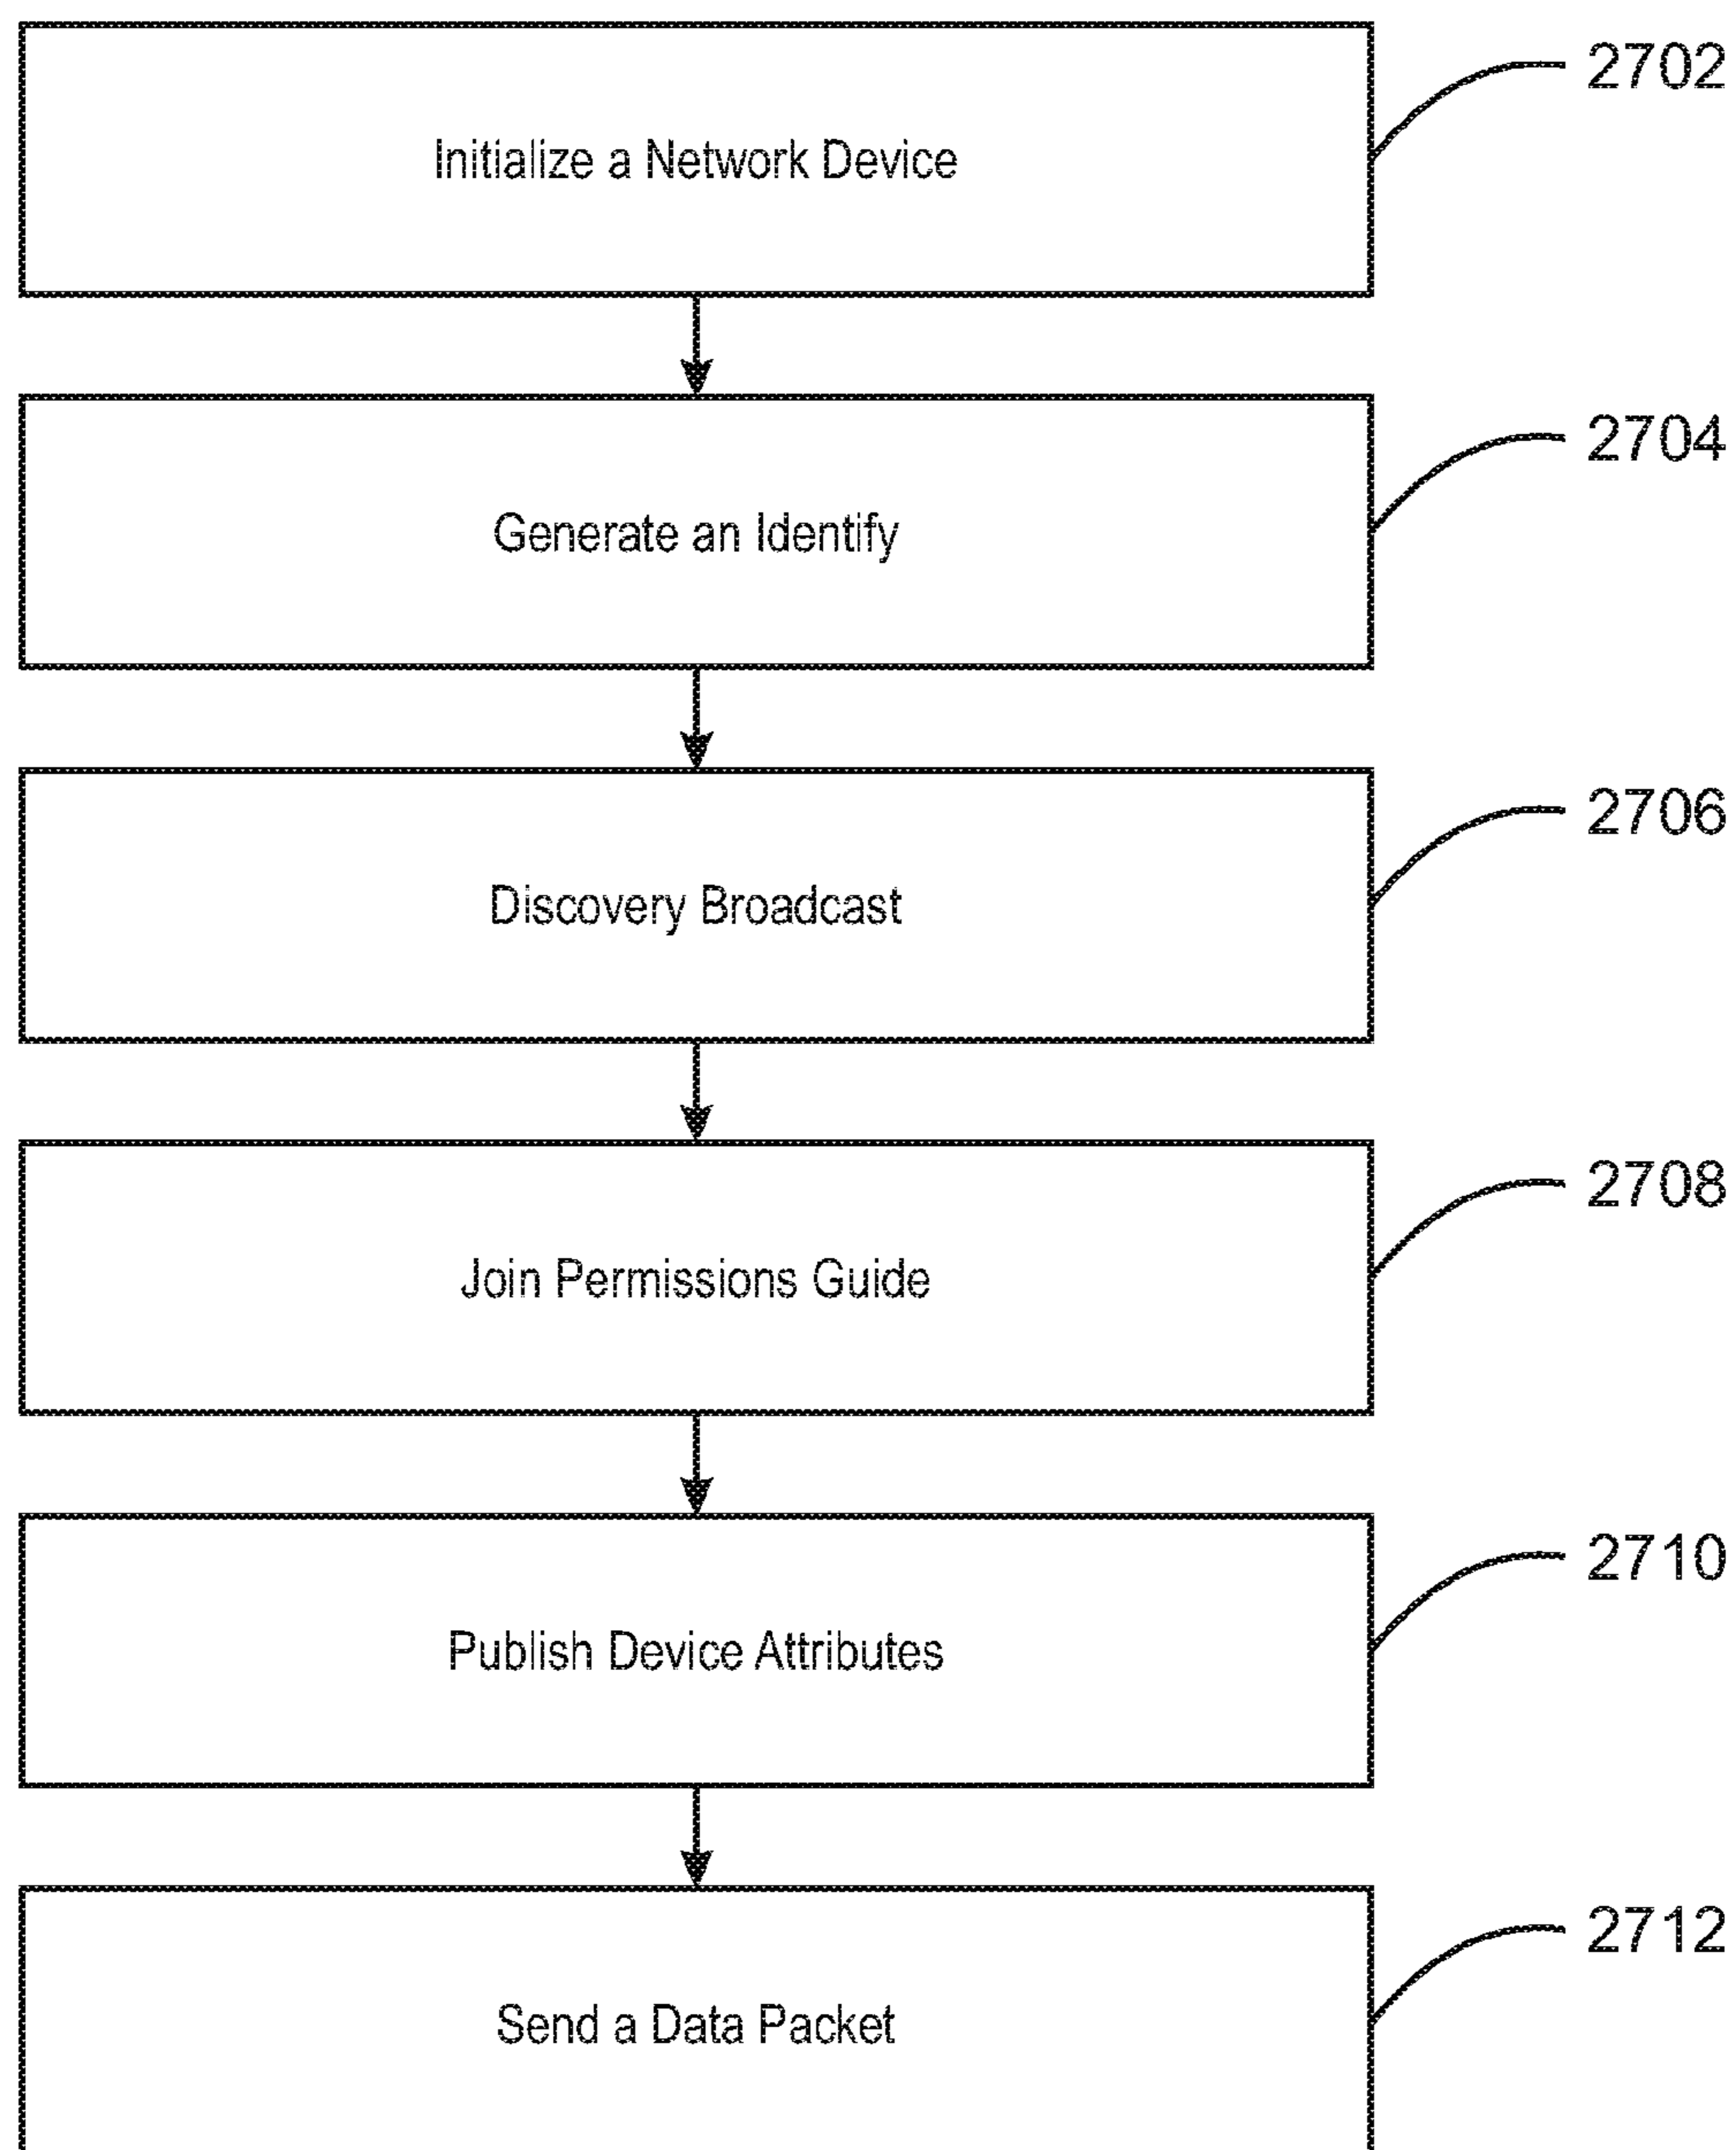 Initialize a Network Device
2702
Generate an Identify
2704
Discovery Broadcast
2706
Join Permissions Guide
2708
Publish Device Attributes
2710
Send a Data Packet
2712